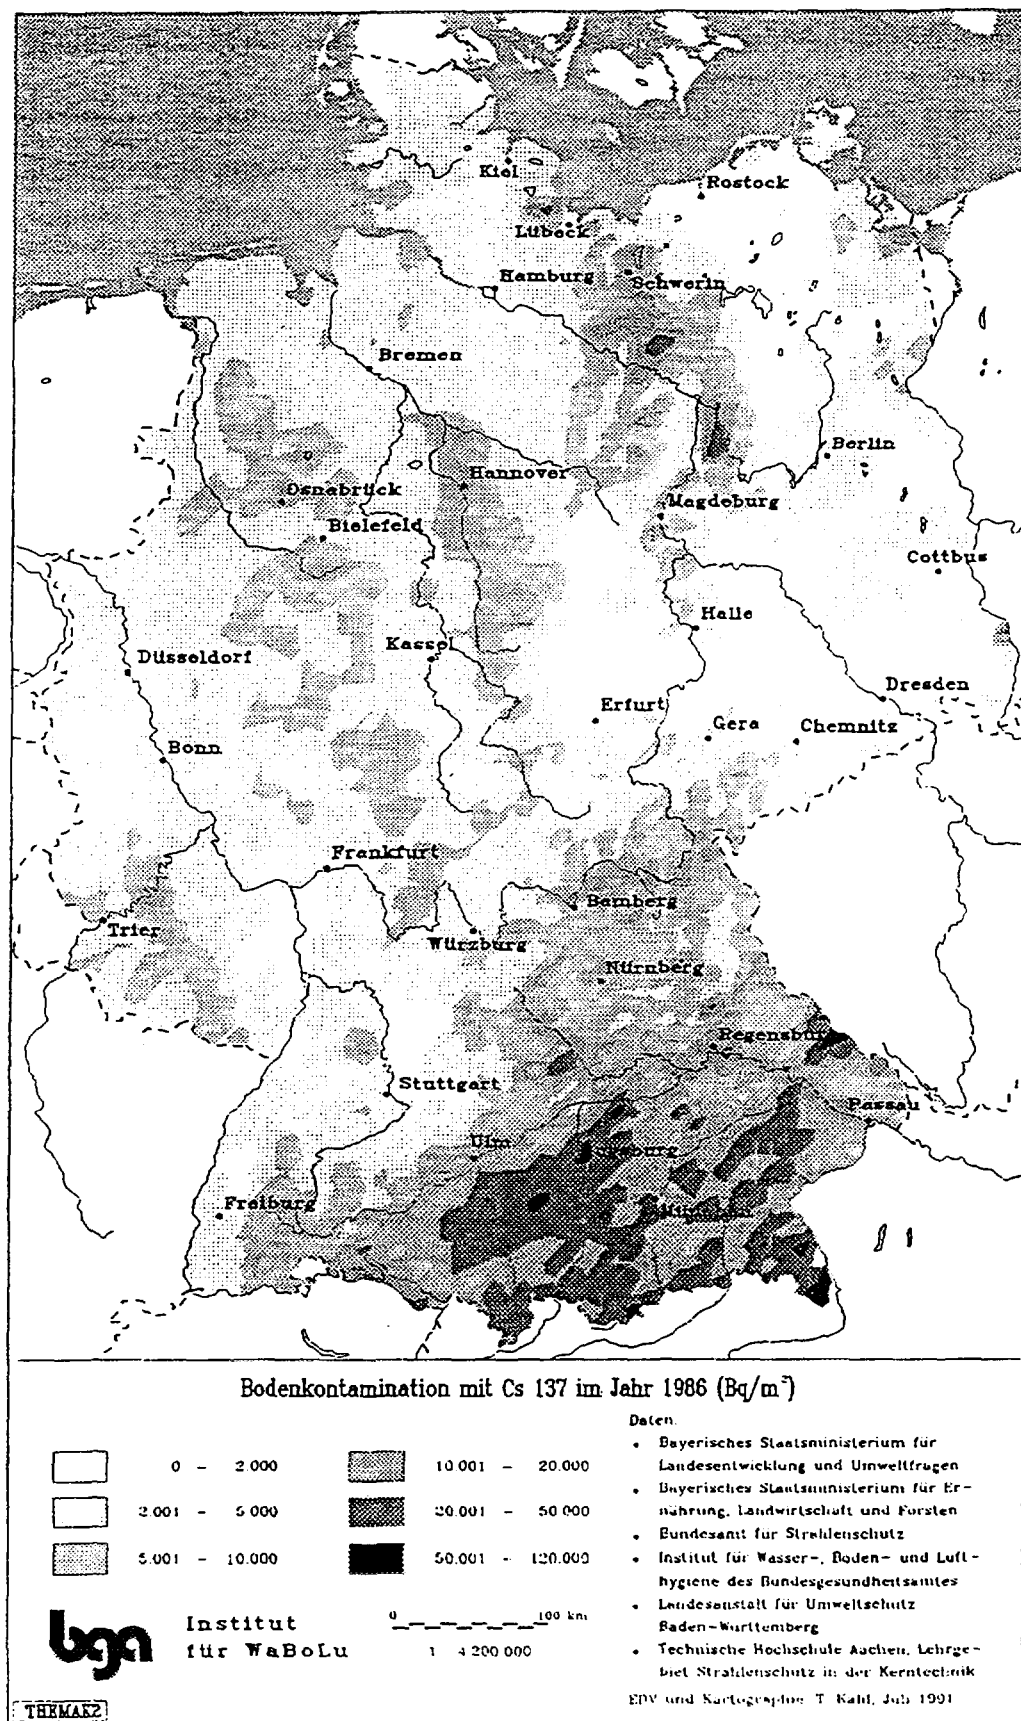 Kiel
Rostock
Lübeck
Hamburg
Schwerin
Bremen
Berlin
Hannover
Osnabrück
Magdeburg
Bielefeld
Cottbus
Halle
Kassel
Düsseldorf
Dresden
Erfurt
Gera
Chemnitz
Bonn
Frankfurt
Bamberg
Trier
Würzburg
Nürnberg
Regensburg
Stuttgart
Passau
Ulm
Augsburg
Freiburg
München
Bodenkontamination mit Cs 137 im Jahr 1986 (Bq/m²)
0 - 2.000
2.001 - 5.000
5.001 - 10.000
10.001 - 20.000
20.001 - 50.000
50.001 - 120.000
Daten:
• Bayerisches Staatsministerium für
Landesentwicklung und Umweltfragen
• Bayerisches Staatsministerium für Er-
nährung, Landwirtschaft und Forsten
• Bundesamt für Strahlenschutz
• Institut für Wasser-, Boden- und Luft-
hygiene des Bundesgesundheitsamtes
• Landesanstalt für Umweltschutz
Baden-Württemberg
• Technische Hochschule Aachen, Lehrge-
biet Strahlenschutz in der Kerntechnik
EDV und Kartographie: T. Kahl, Juli 1991
bga
Institut
für WaBoLu
0 100 km
1 : 4 200 000
THEMAK2